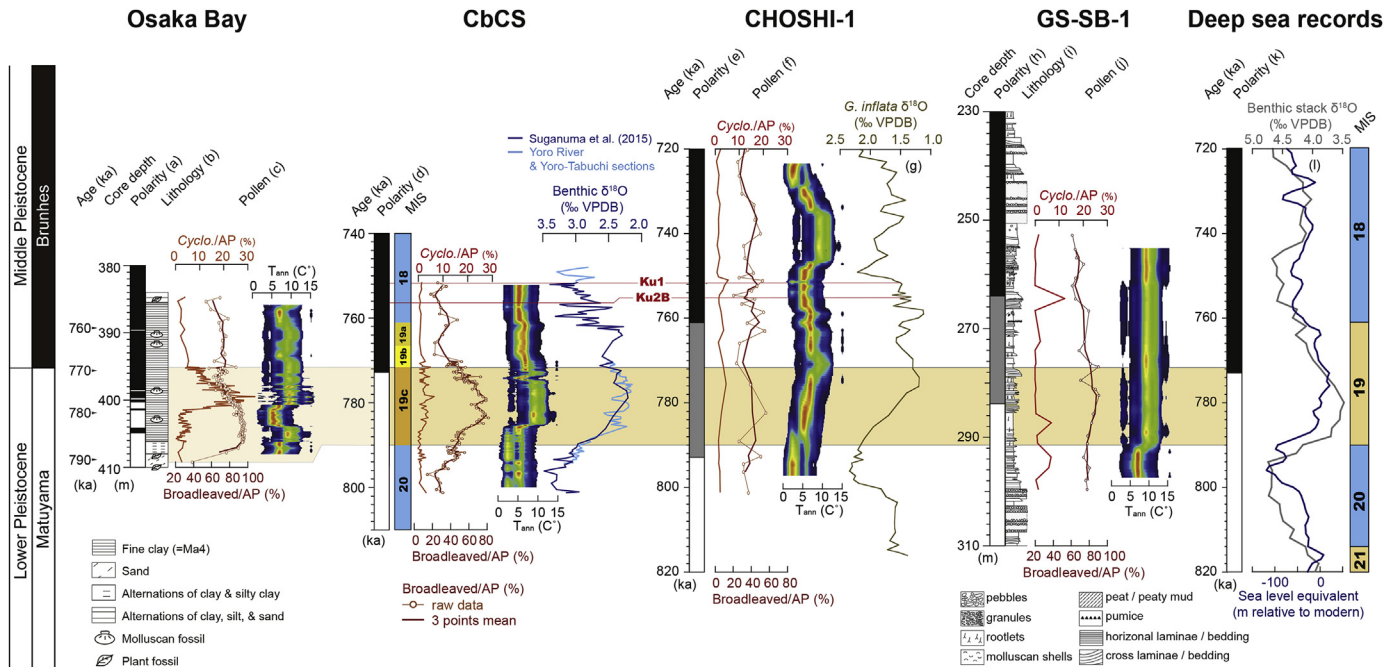 Osaka Bay
CbCS
CHOSHI-1
GS-SB-1
Deep sea records
Middle Pleistocene
Brunhes
Lower Pleistocene
Matuyama
Age (ka)
Core depth
Polarity (a)
Lithology (b)
Pollen (c)
Cyclo./AP (%)
0 10 20 30
Tann (C˚)
0 5 10 15
380
390
400
410
760
770
780
790
(ka)
(m)
0 20 40 60 80 100
Broadleaved/AP (%)
Fine clay (=Ma4)
Sand
Alternations of clay & silty clay
Alternations of clay, silt, & sand
Molluscan fossil
Plant fossil
Age (ka)
Polarity (d)
MIS
Suganuma et al. (2015)
Yoro River
& Yoro-Tabuchi sections
Benthic δ18O
(‰ VPDB)
3.5 3.0 2.5 2.0
Cyclo./AP (%)
0 10 20 30
740
760
780
800
(ka)
18
19a
19b
19c
20
0 5 10 15
Tann (C˚)
0 20 40 60 80
Broadleaved/AP (%)
Broadleaved/AP (%)
raw data
3 points mean
Ku1
Ku2B
Age (ka)
Polarity (e)
Pollen (f)
Cyclo./AP (%)
0 10 20 30
G. inflata δ18O
(‰ VPDB)
2.5 2.0 1.5 1.0
(g)
720
740
760
780
800
820
(ka)
0 5 10 15
Tann (C˚)
0 20 40 60 80
Broadleaved/AP (%)
Core depth
Polarity (h)
Lithology (i)
Pollen (j)
Cyclo./AP (%)
0 10 20 30
230
250
270
290
310
(m)
0 5 10 15
Tann (C˚)
20 40 60 80 100
Broadleaved/AP (%)
pebbles
granules
rootlets
molluscan shells
peat / peaty mud
pumice
horizonal laminae / bedding
cross laminae / bedding
Age (ka)
Polarity (k)
Benthic stack δ18O
(‰ VPDB)
5.0 4.0 3.5
(l)
MIS
720
740
760
780
800
820
(ka)
18
19
20
21
-100 0
Sea level equivalent
(m relative to modern)